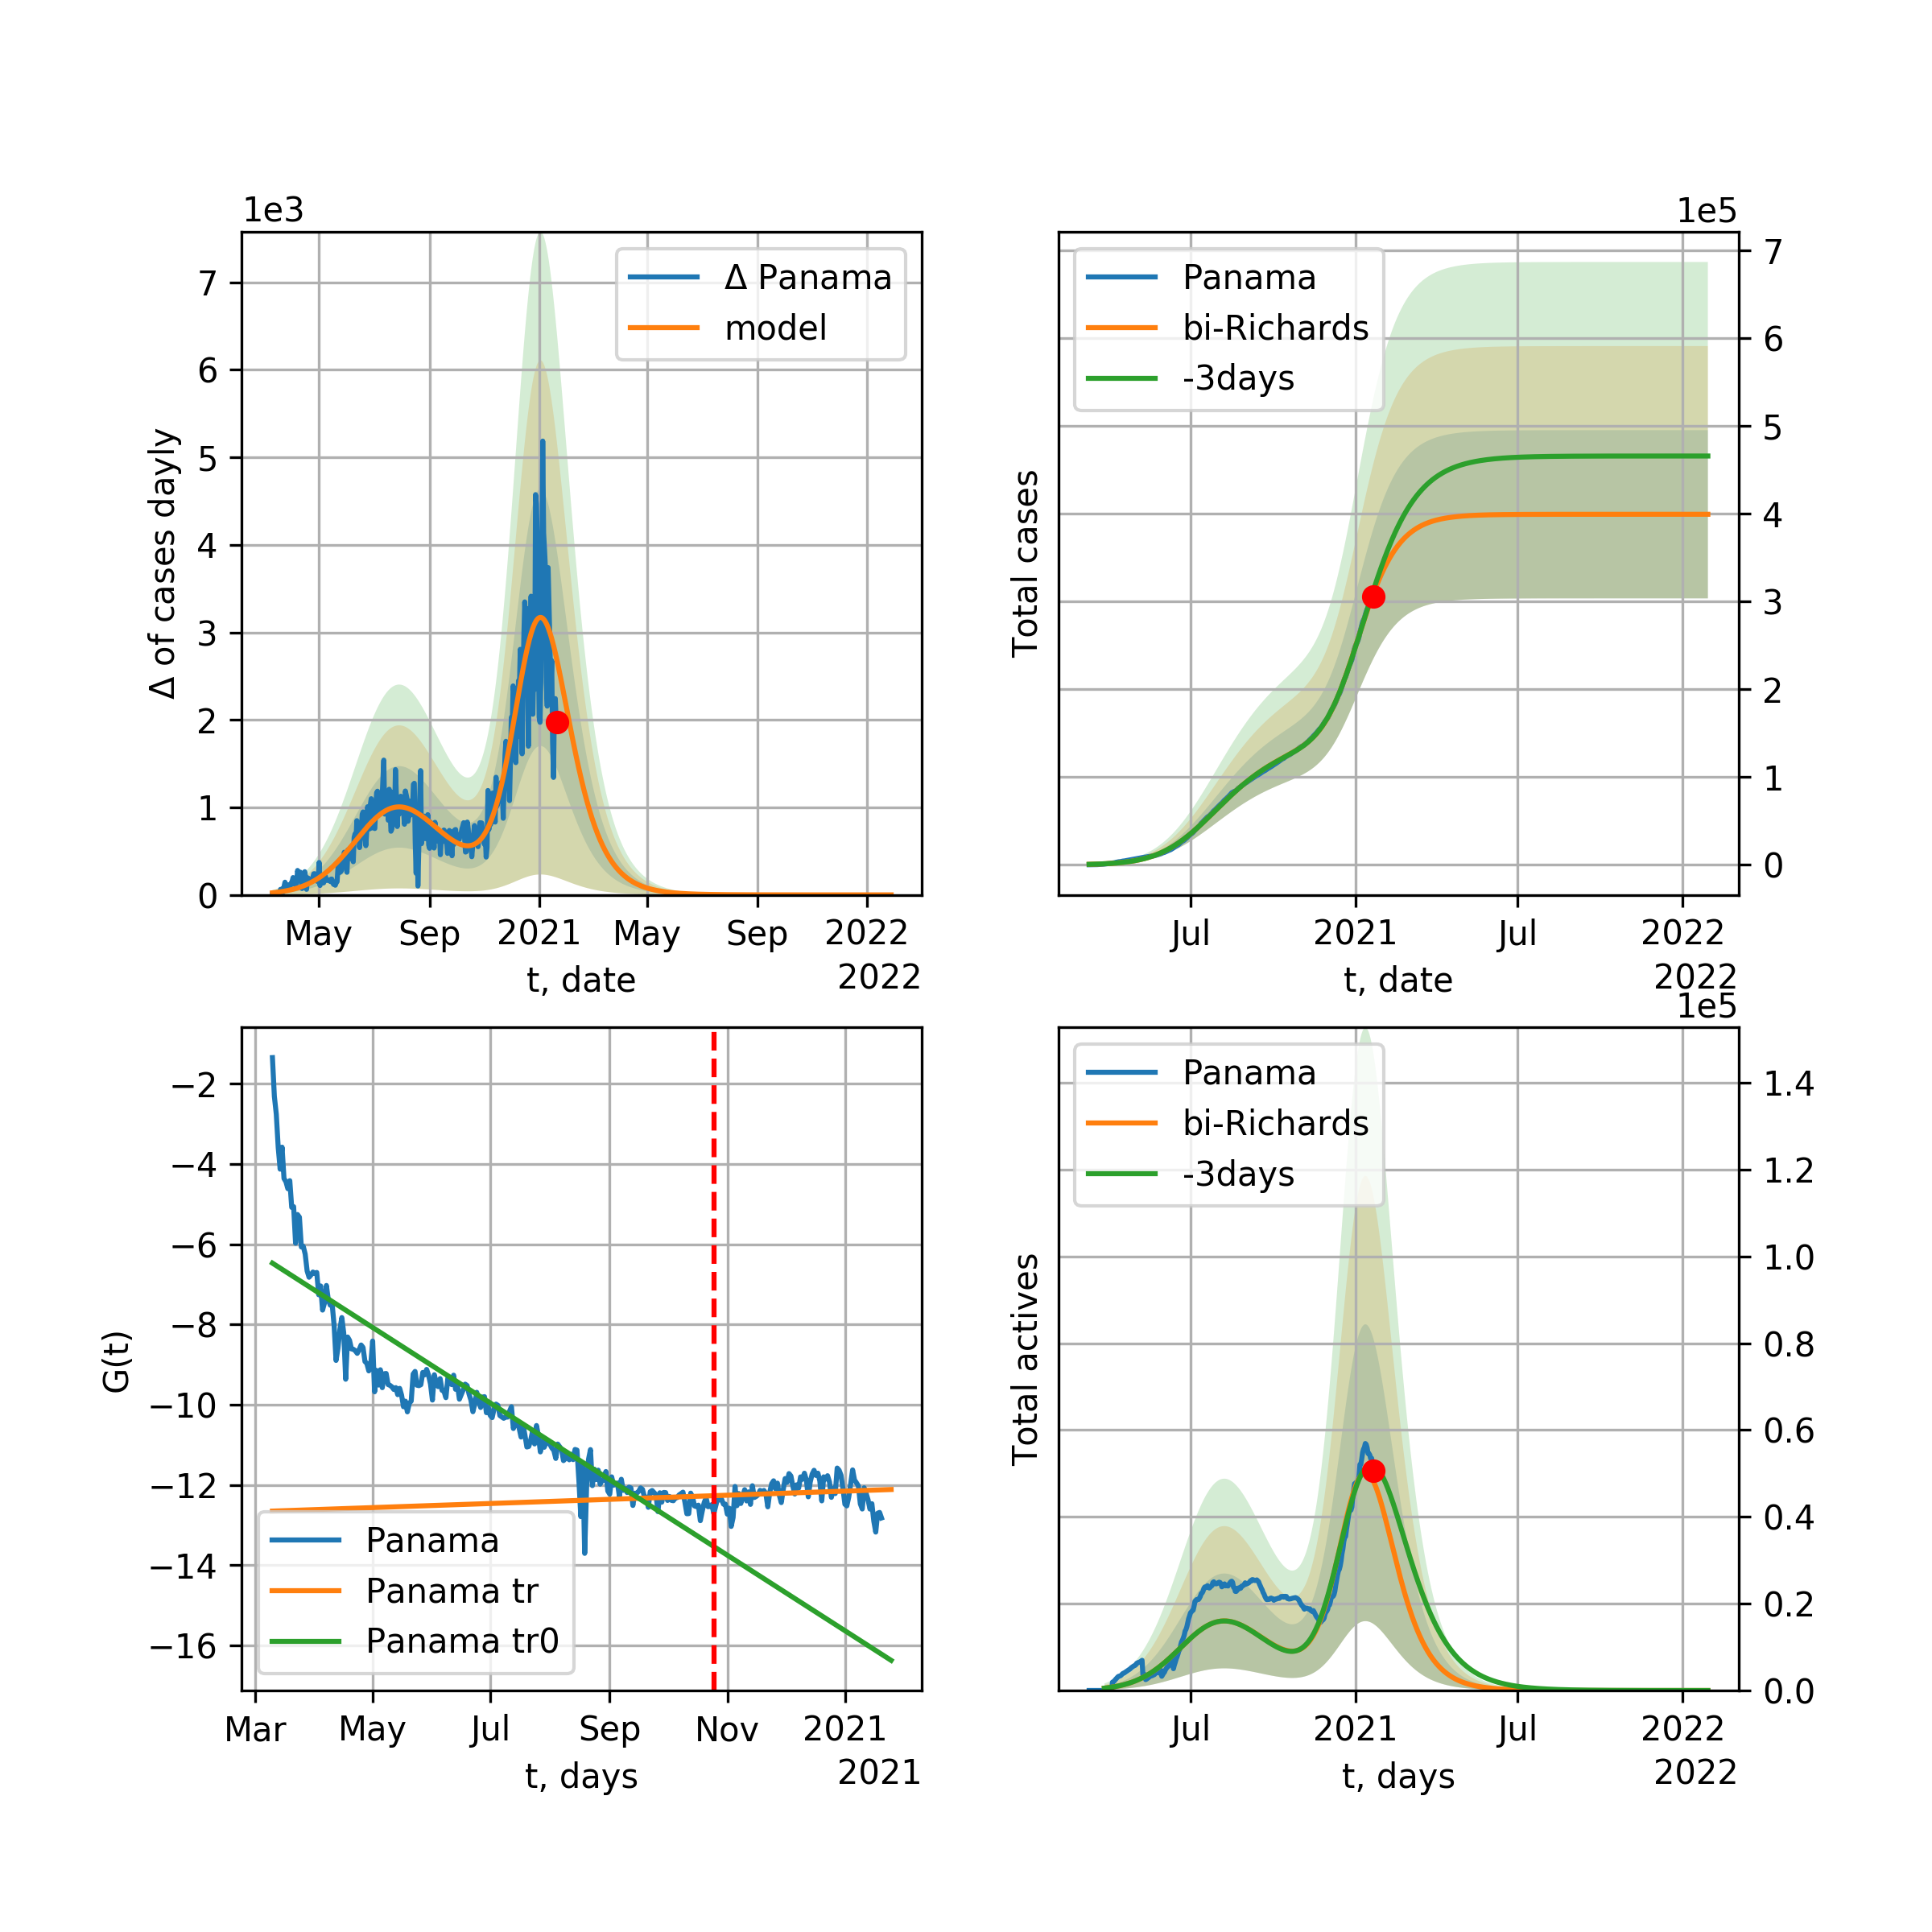 1e3
Δ of cases dayly
7
6
5
4
3
2
1
0
Δ Panama
model
May Sep 2021 May Sep 2022
t, date
2022
1e5
Total cases
Panama
bi-Richards
-3days
7
6
5
4
3
2
1
0
Jul 2021 Jul 2022
t, date
2022
G(t)
−2
−4
−6
−8
−10
−12
−14
−16
Panama
Panama tr
Panama tr0
Mar May Jul Sep Nov 2021
t, days
2021
1e5
Total actives
Panama
bi-Richards
-3days
1.4
1.2
1.0
0.8
0.6
0.4
0.2
0.0
Jul 2021 Jul 2022
t, days
2022